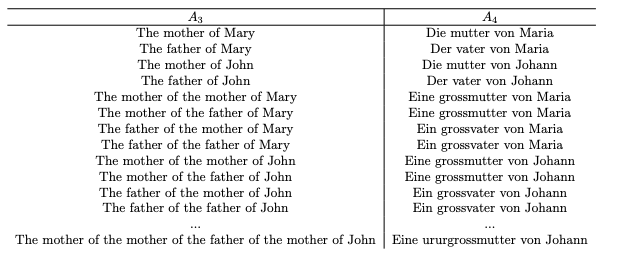 A3 A4
The mother of Mary Die mutter von Maria
The father of Mary Der vater von Maria
The mother of John Die mutter von Johann
The father of John Der vater von Johann
The mother of the mother of Mary Eine grossmutter von Maria
The mother of the father of Mary Eine grossmutter von Maria
The father of the mother of Mary Ein grossvater von Maria
The father of the father of Mary Ein grossvater von Maria
The mother of the mother of John Eine grossmutter von Johann
The mother of the father of John Eine grossmutter von Johann
The father of the mother of John Ein grossvater von Johann
The father of the father of John Ein grossvater von Johann
... ...
The mother of the mother of the father of the mother of John Eine ururgrossmutter von Johann